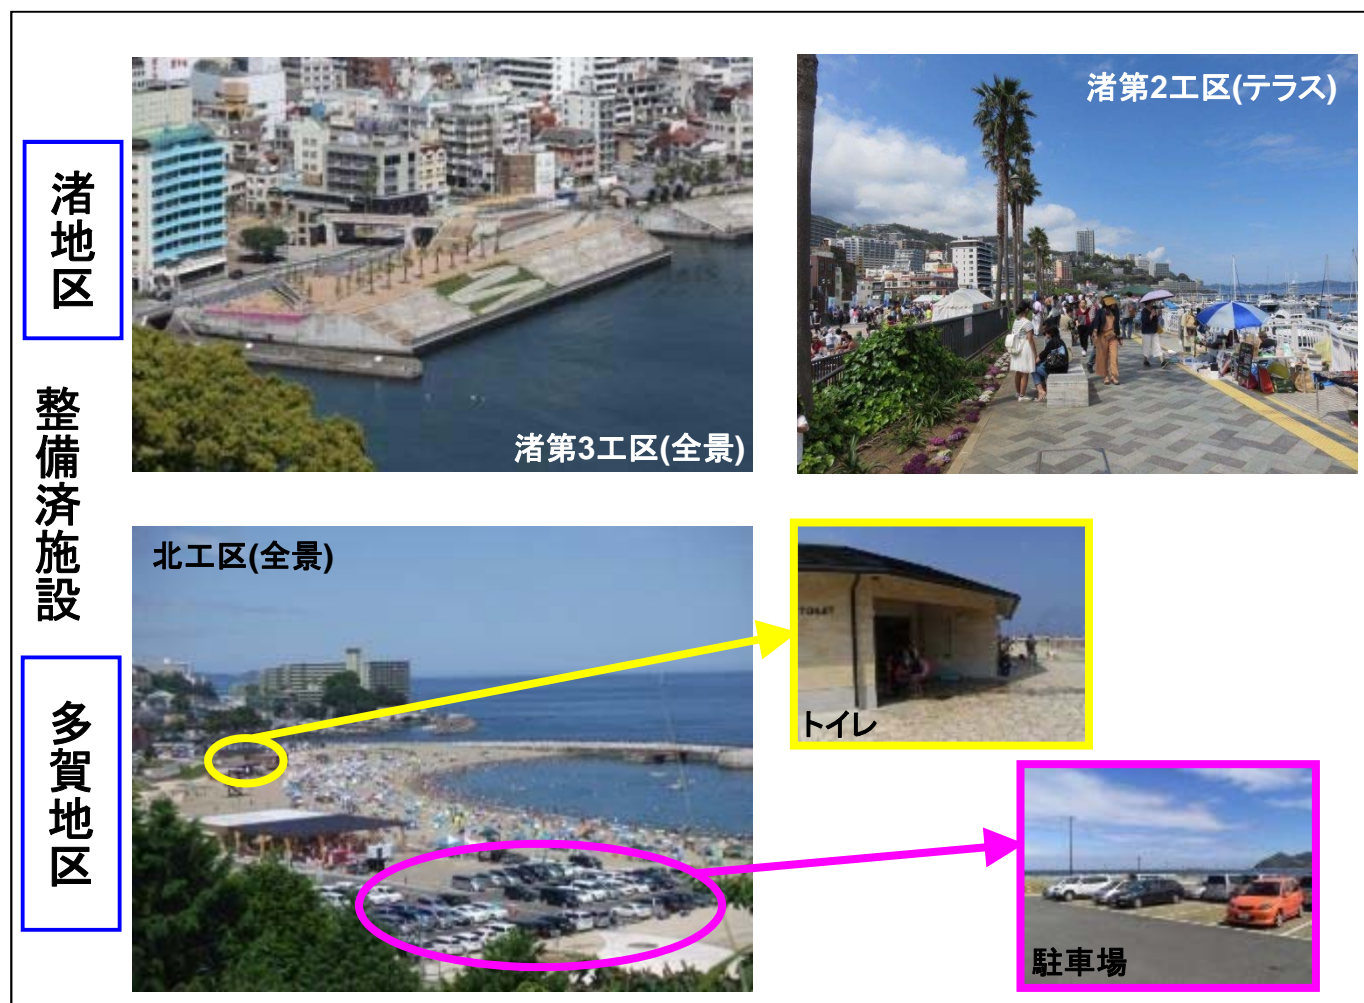 渚地区
整備済施設
多賀地区
渚第3工区(全景)
渚第2工区(テラス)
北工区(全景)
TOILET
トイレ
駐車場